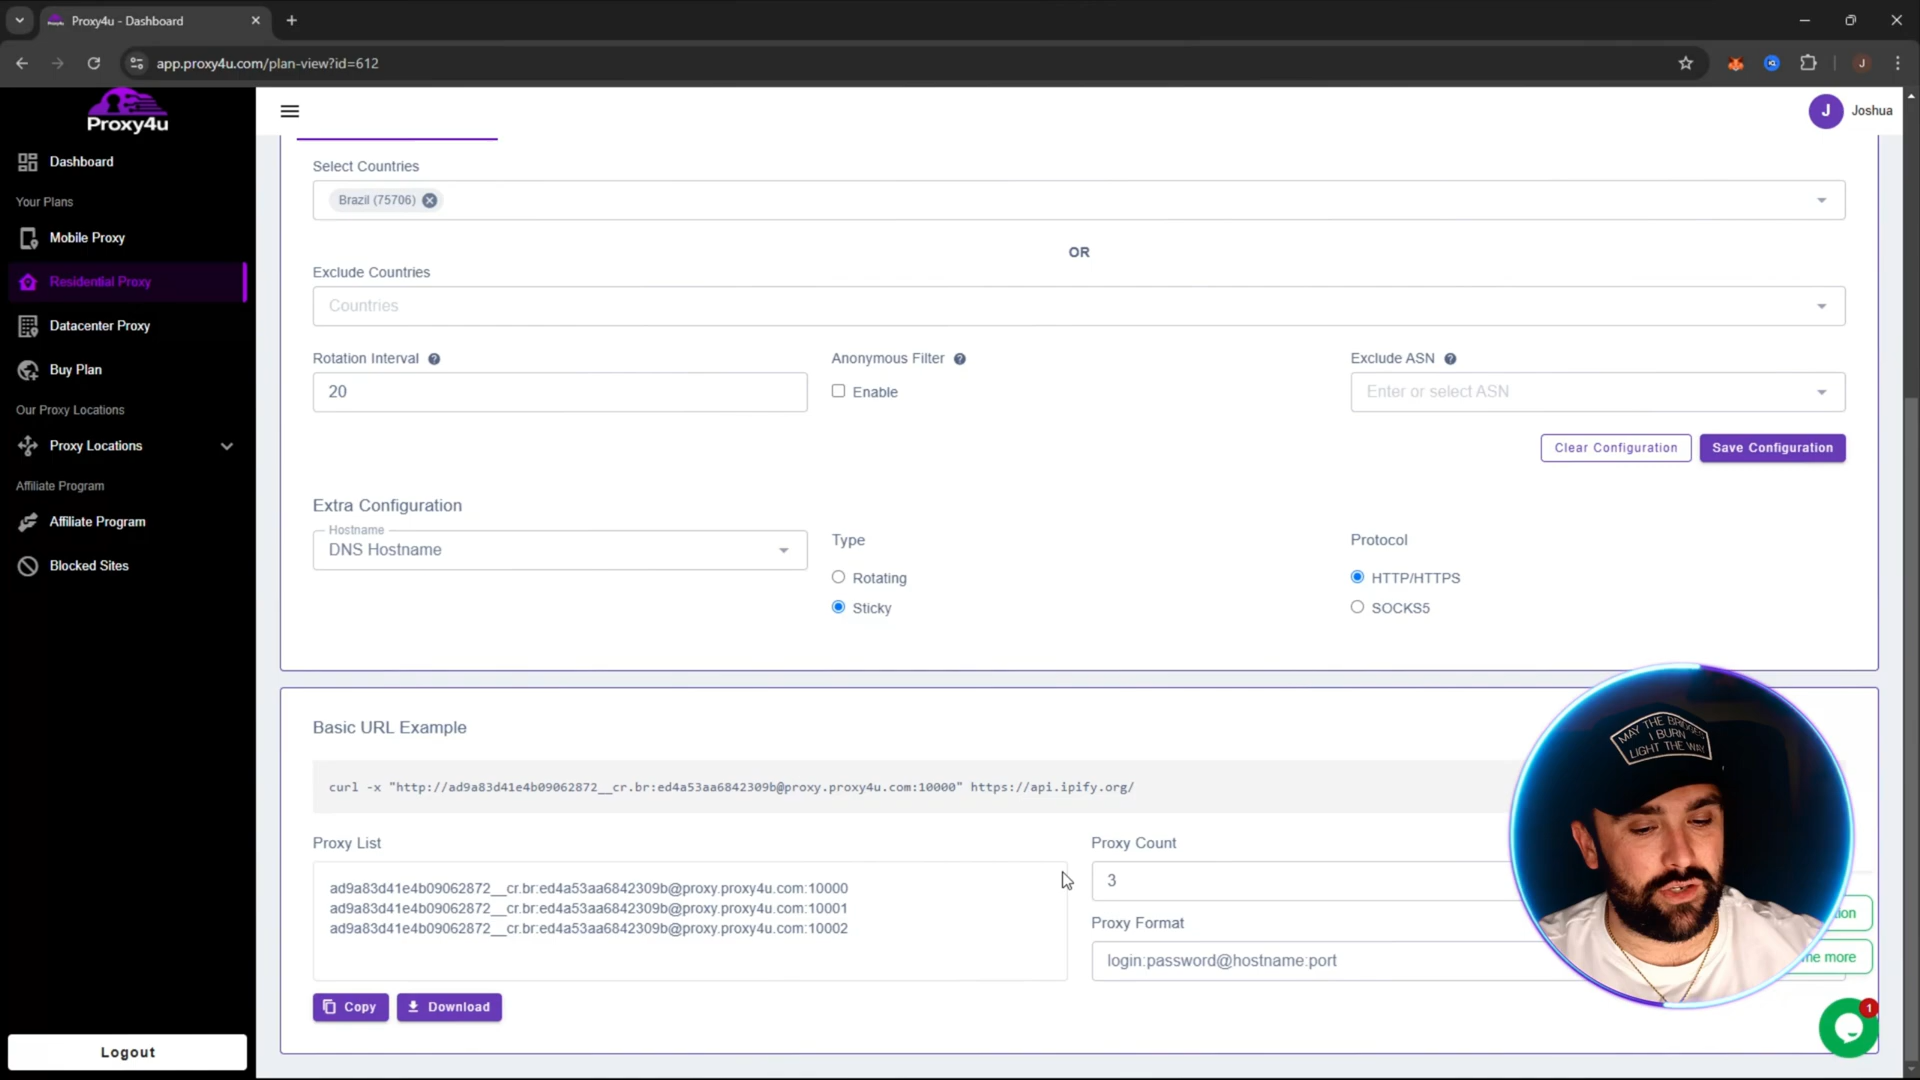 Proxy4u - Dashboard
app.proxy4u.com/plan-view?id=612
J
Proxy4u
J Joshua
Dashboard
Your Plans
Mobile Proxy
Residential Proxy
Datacenter Proxy
Buy Plan
Our Proxy Locations
Proxy Locations
Affiliate Program
Affiliate Program
Blocked Sites
Logout
Select Countries
Brazil (75706)
OR
Exclude Countries
Countries
Rotation Interval ?
Anonymous Filter ?
Exclude ASN ?
20
Enable
Enter or select ASN
Clear Configuration
Save Configuration
Extra Configuration
Hostname
DNS Hostname
Type
Protocol
Rotating
HTTP/HTTPS
Sticky
SOCKS5
Basic URL Example
curl -x "http://ad9a83d41e4b09062872__cr.br:ed4a53aa6842309b@proxy.proxy4u.com:10000" https://api.ipify.org/
Proxy List
Proxy Count
ad9a83d41e4b09062872__cr.br:ed4a53aa6842309b@proxy.proxy4u.com:10000
ad9a83d41e4b09062872__cr.br:ed4a53aa6842309b@proxy.proxy4u.com:10001
ad9a83d41e4b09062872__cr.br:ed4a53aa6842309b@proxy.proxy4u.com:10002
3
Proxy Format
login:password@hostname:port
Copy
Download
MAY THE BRIDGES
I BURN
LIGHT THE WAY
more
1